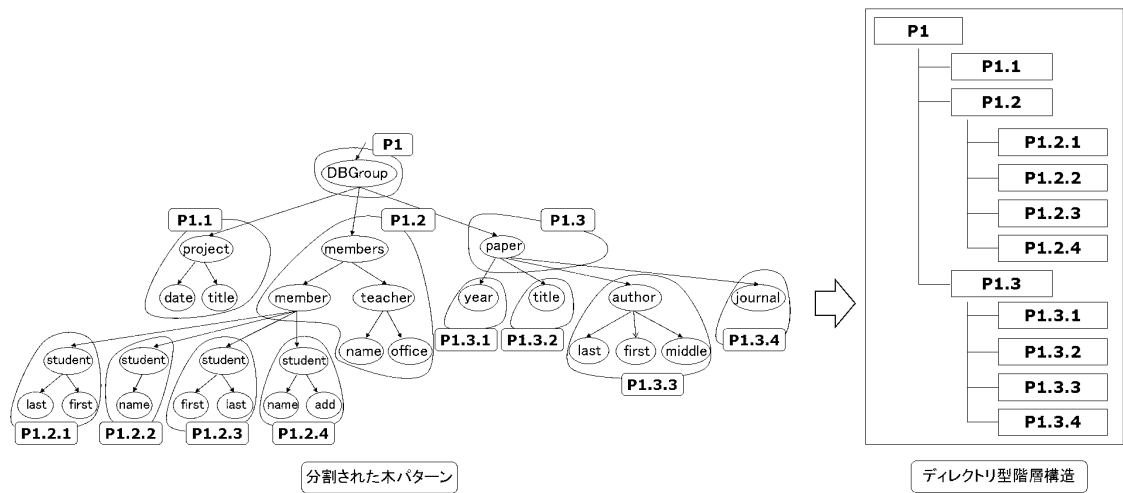 P1
DBGroup
P1.1
P1.2
P1.3
project
members
paper
date
title
member
teacher
year
title
author
journal
P1.3.1
P1.3.2
P1.3.4
name
office
last
first
middle
P1.3.3
student
student
student
student
last
first
name
first
last
name
add
P1.2.1
P1.2.2
P1.2.3
P1.2.4
分割された木パターン
P1
P1.1
P1.2
P1.2.1
P1.2.2
P1.2.3
P1.2.4
P1.3
P1.3.1
P1.3.2
P1.3.3
P1.3.4
ディレクトリ型階層構造